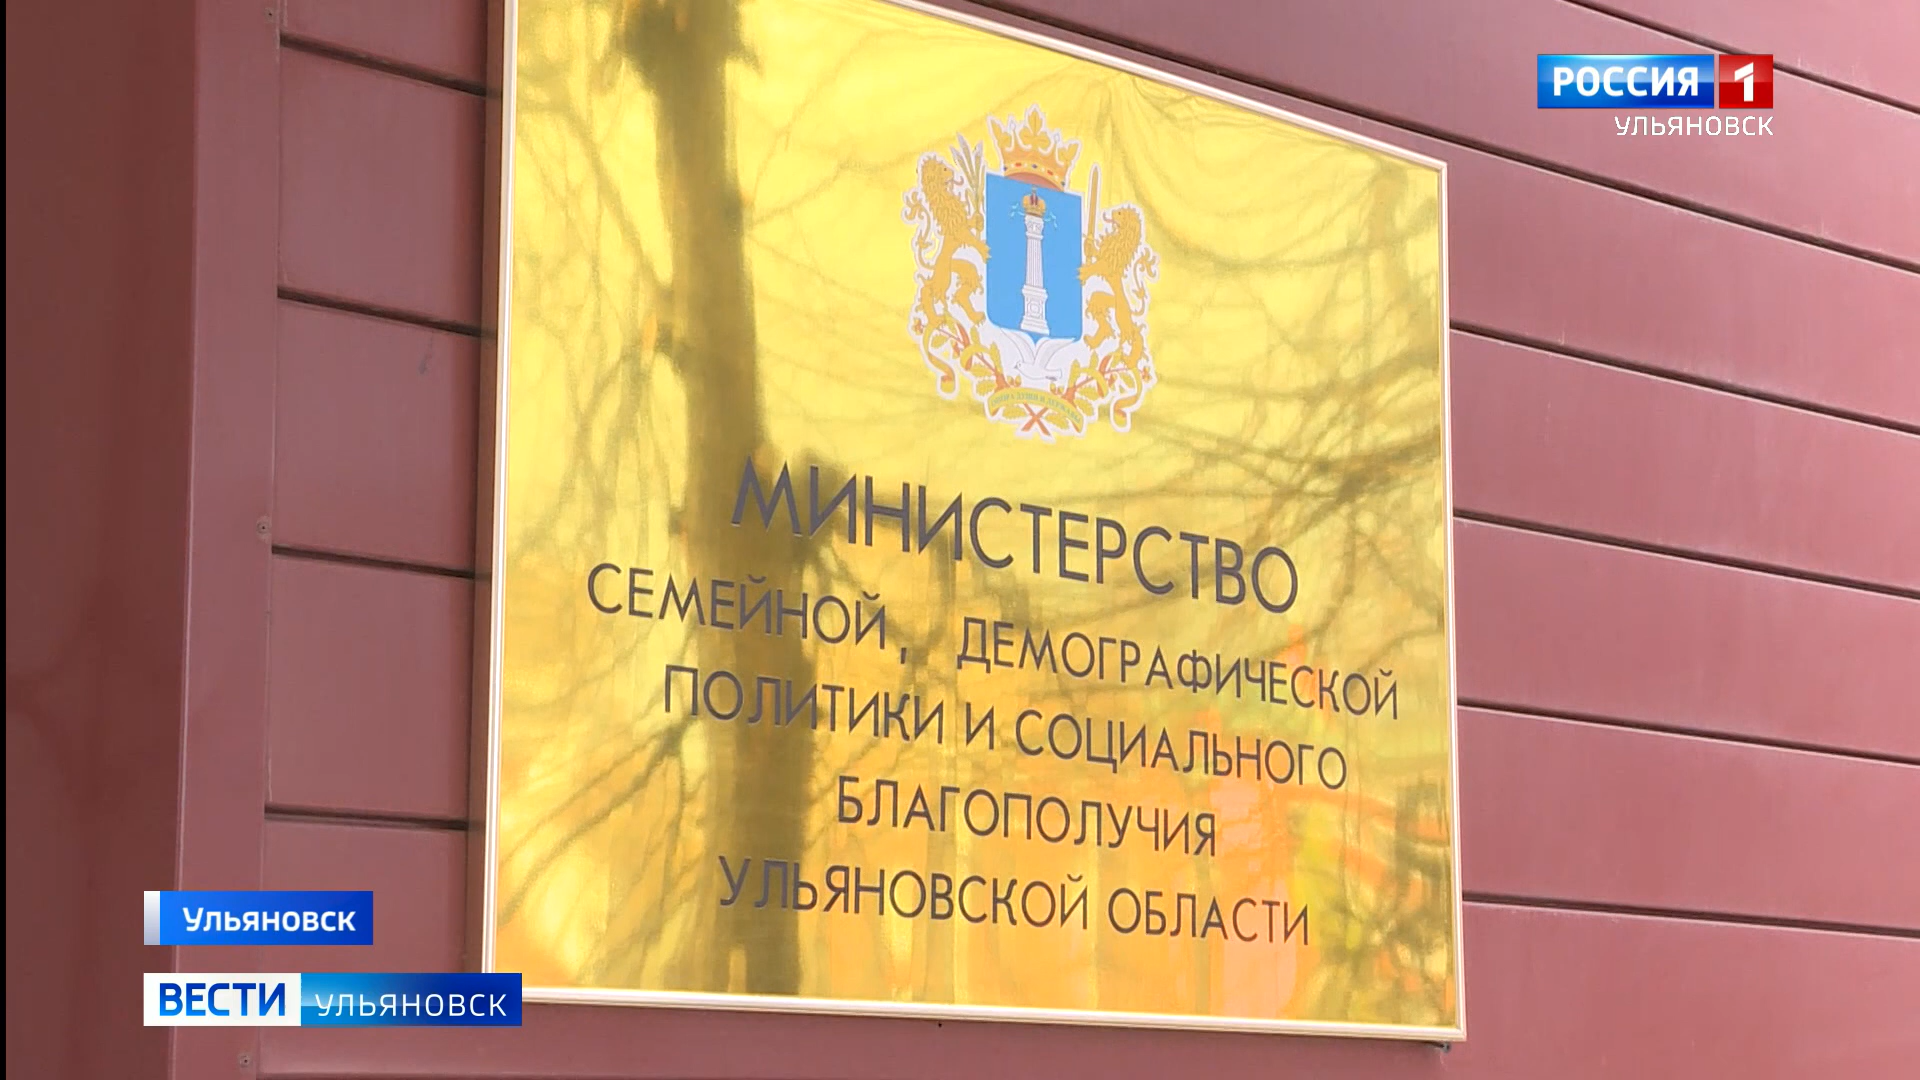 РОССИЯ 1
УЛЬЯНОВСК
МИНИСТЕРСТВО
СЕМЕЙНОЙ, ДЕМОГРАФИЧЕСКОЙ
ПОЛИТИКИ И СОЦИАЛЬНОГО
БЛАГОПОЛУЧИЯ
УЛЬЯНОВСКОЙ ОБЛАСТИ
Ульяновск
ВЕСТИ УЛЬЯНОВСК